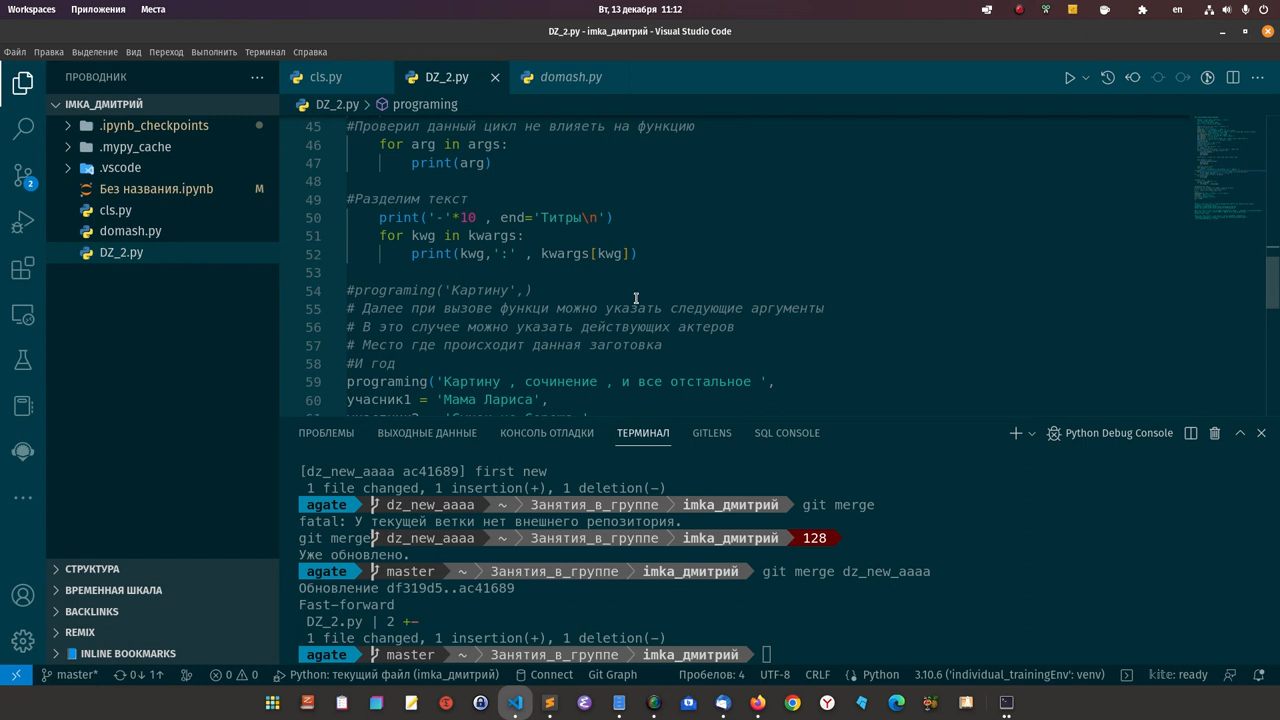 Workspaces Приложения Места Вт, 13 декабря 11:12 en
DZ_2.py - imka_дмитрий - Visual Studio Code
Файл Правка Выделение Вид Переход Выполнить Терминал Справка
ПРОВОДНИК cls.py DZ_2.py domash.py
IMKA_ДМИТРИЙ DZ_2.py programing
.ipynb_checkpoints
.mypy_cache
.vscode
Без названия.ipynb M
cls.py
domash.py
DZ_2.py
2
45 #Проверил данный цикл не влияеть на функцию
46 for arg in args:
47 print(arg)
48
49 #Разделим текст
50 print('-'*10 , end='Титры\n')
51 for kwg in kwargs:
52 print(kwg,':' , kwargs[kwg])
53
54 #programing('Картину',)
55 # Далее при вызове функци можно указать следующие аргументы
56 # В это случее можно указать действующих актеров
57 # Место где происходит данная заготовка
58 #И год
59 programing('Картину , сочинение , и все отстальное ',
60 учасник1 = 'Мама Лариса',
ПРОБЛЕМЫ ВЫХОДНЫЕ ДАННЫЕ КОНСОЛЬ ОТЛАДКИ ТЕРМИНАЛ GITLENS SQL CONSOLE Python Debug Console
[dz_new_aaaa ac41689] first new
1 file changed, 1 insertion(+), 1 deletion(-)
agate dz_new_aaaa ~ Занятия_в_группе imka_дмитрий git merge
fatal: У текущей ветки нет внешнего репозитория.
git merge dz_new_aaaa ~ Занятия_в_группе imka_дмитрий 128
Уже обновлено.
agate master ~ Занятия_в_группе imka_дмитрий git merge dz_new_aaaa
Обновление df319d5..ac41689
Fast-forward
DZ_2.py | 2 +-
1 file changed, 1 insertion(+), 1 deletion(-)
agate master ~ Занятия_в_группе imka_дмитрий
СТРУКТУРА
ВРЕМЕННАЯ ШКАЛА
BACKLINKS
REMIX
INLINE BOOKMARKS
master* 0↓ 1↑ 0 0 Python: текущий файл (imka_дмитрий) Connect Git Graph Пробелов: 4 UTF-8 CRLF Python 3.10.6 ('individual_trainingEnv': venv) kite: ready